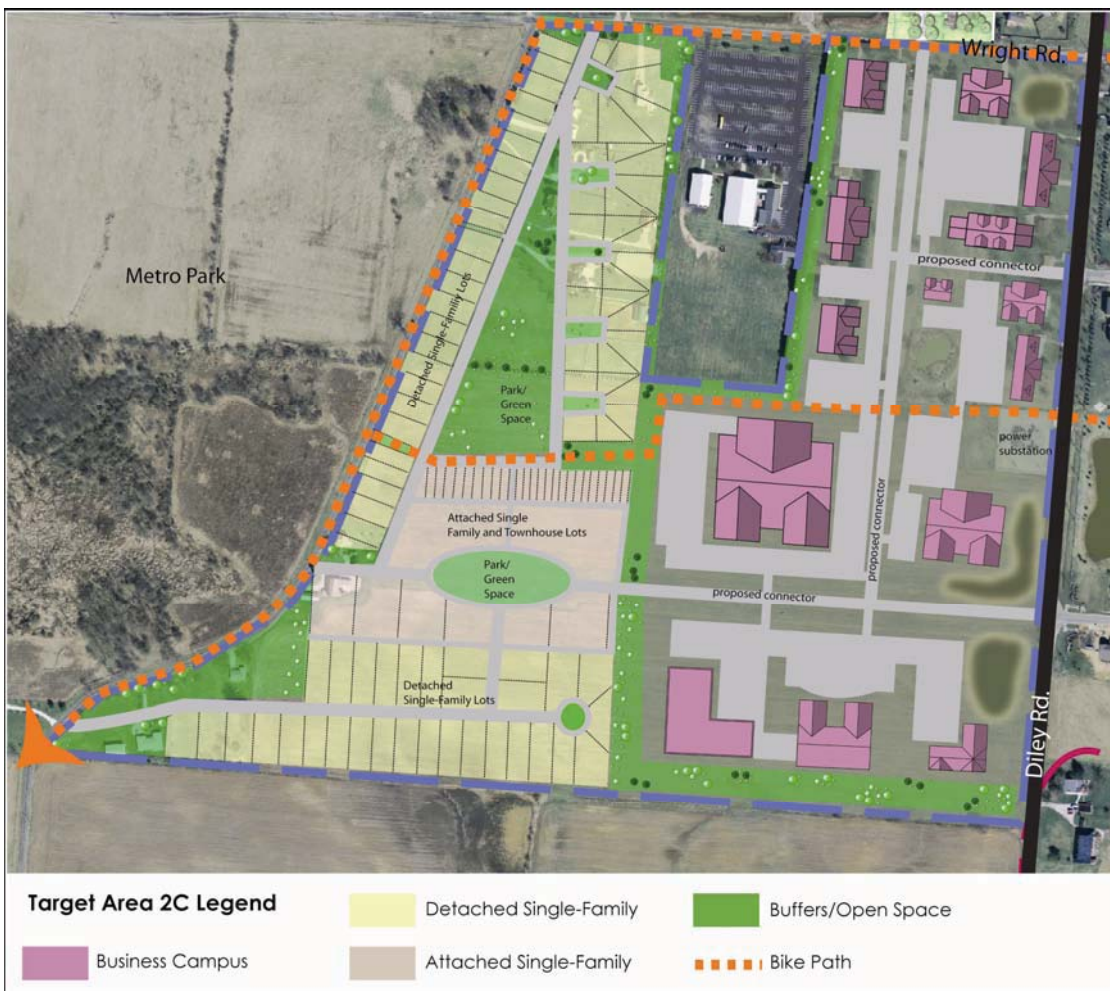 Wright Rd.
proposed connector
Metro Park
Detached Single-Familiy Lots
Park/
Green
Space
power
substation
Attached Single
Family and Townhouse Lots
proposed connector
Park/
Green
Space
proposed connector
Detached
Single-Family Lots
Diley Rd.
Target Area 2C Legend
Detached Single-Family
Buffers/Open Space
Business Campus
Attached Single-Family
Bike Path